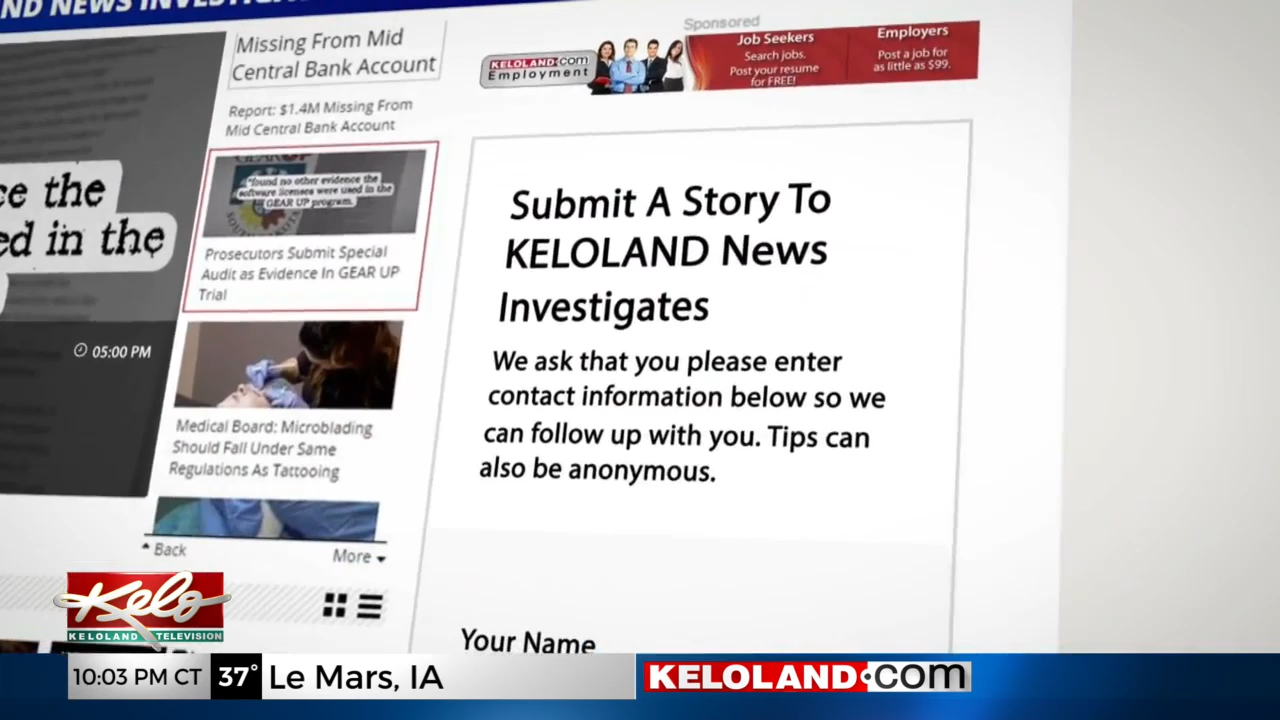 ND NEWS INVESTIGA
ce the
ed in the
05:00 PM
Missing From Mid
Central Bank Account
Report: $1.4M Missing From
Mid Central Bank Account
GEAR UP
"found no other evidence the
software licenses were used in the
GEAR UP program.
Prosecutors Submit Special
Audit as Evidence In GEAR UP
Trial
Medical Board: Microblading
Should Fall Under Same
Regulations As Tattooing
Back
More
Sponsored
KELOLAND.com
Employment
Job Seekers
Search jobs.
Post your resume
for FREE!
Employers
Post a job for
as little as $99.
Submit A Story To
KELOLAND News
Investigates
We ask that you please enter
contact information below so we
can follow up with you. Tips can
also be anonymous.
Your Name
Kelo
KELOLAND TELEVISION
10:03 PM CT 37° Le Mars, IA
KELOLAND.com